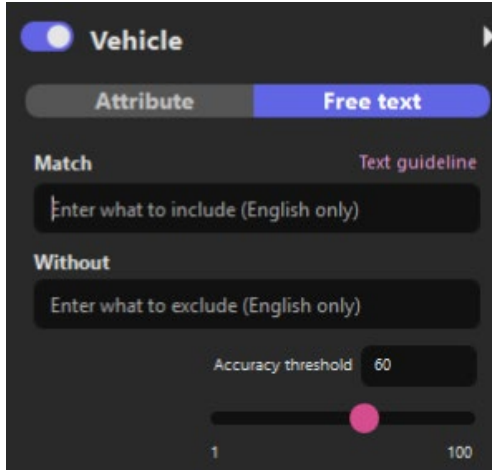 Vehicle
Attribute Free text
Match Text guideline
Enter what to include (English only)
Without
Enter what to exclude (English only)
Accuracy threshold 60
1 100